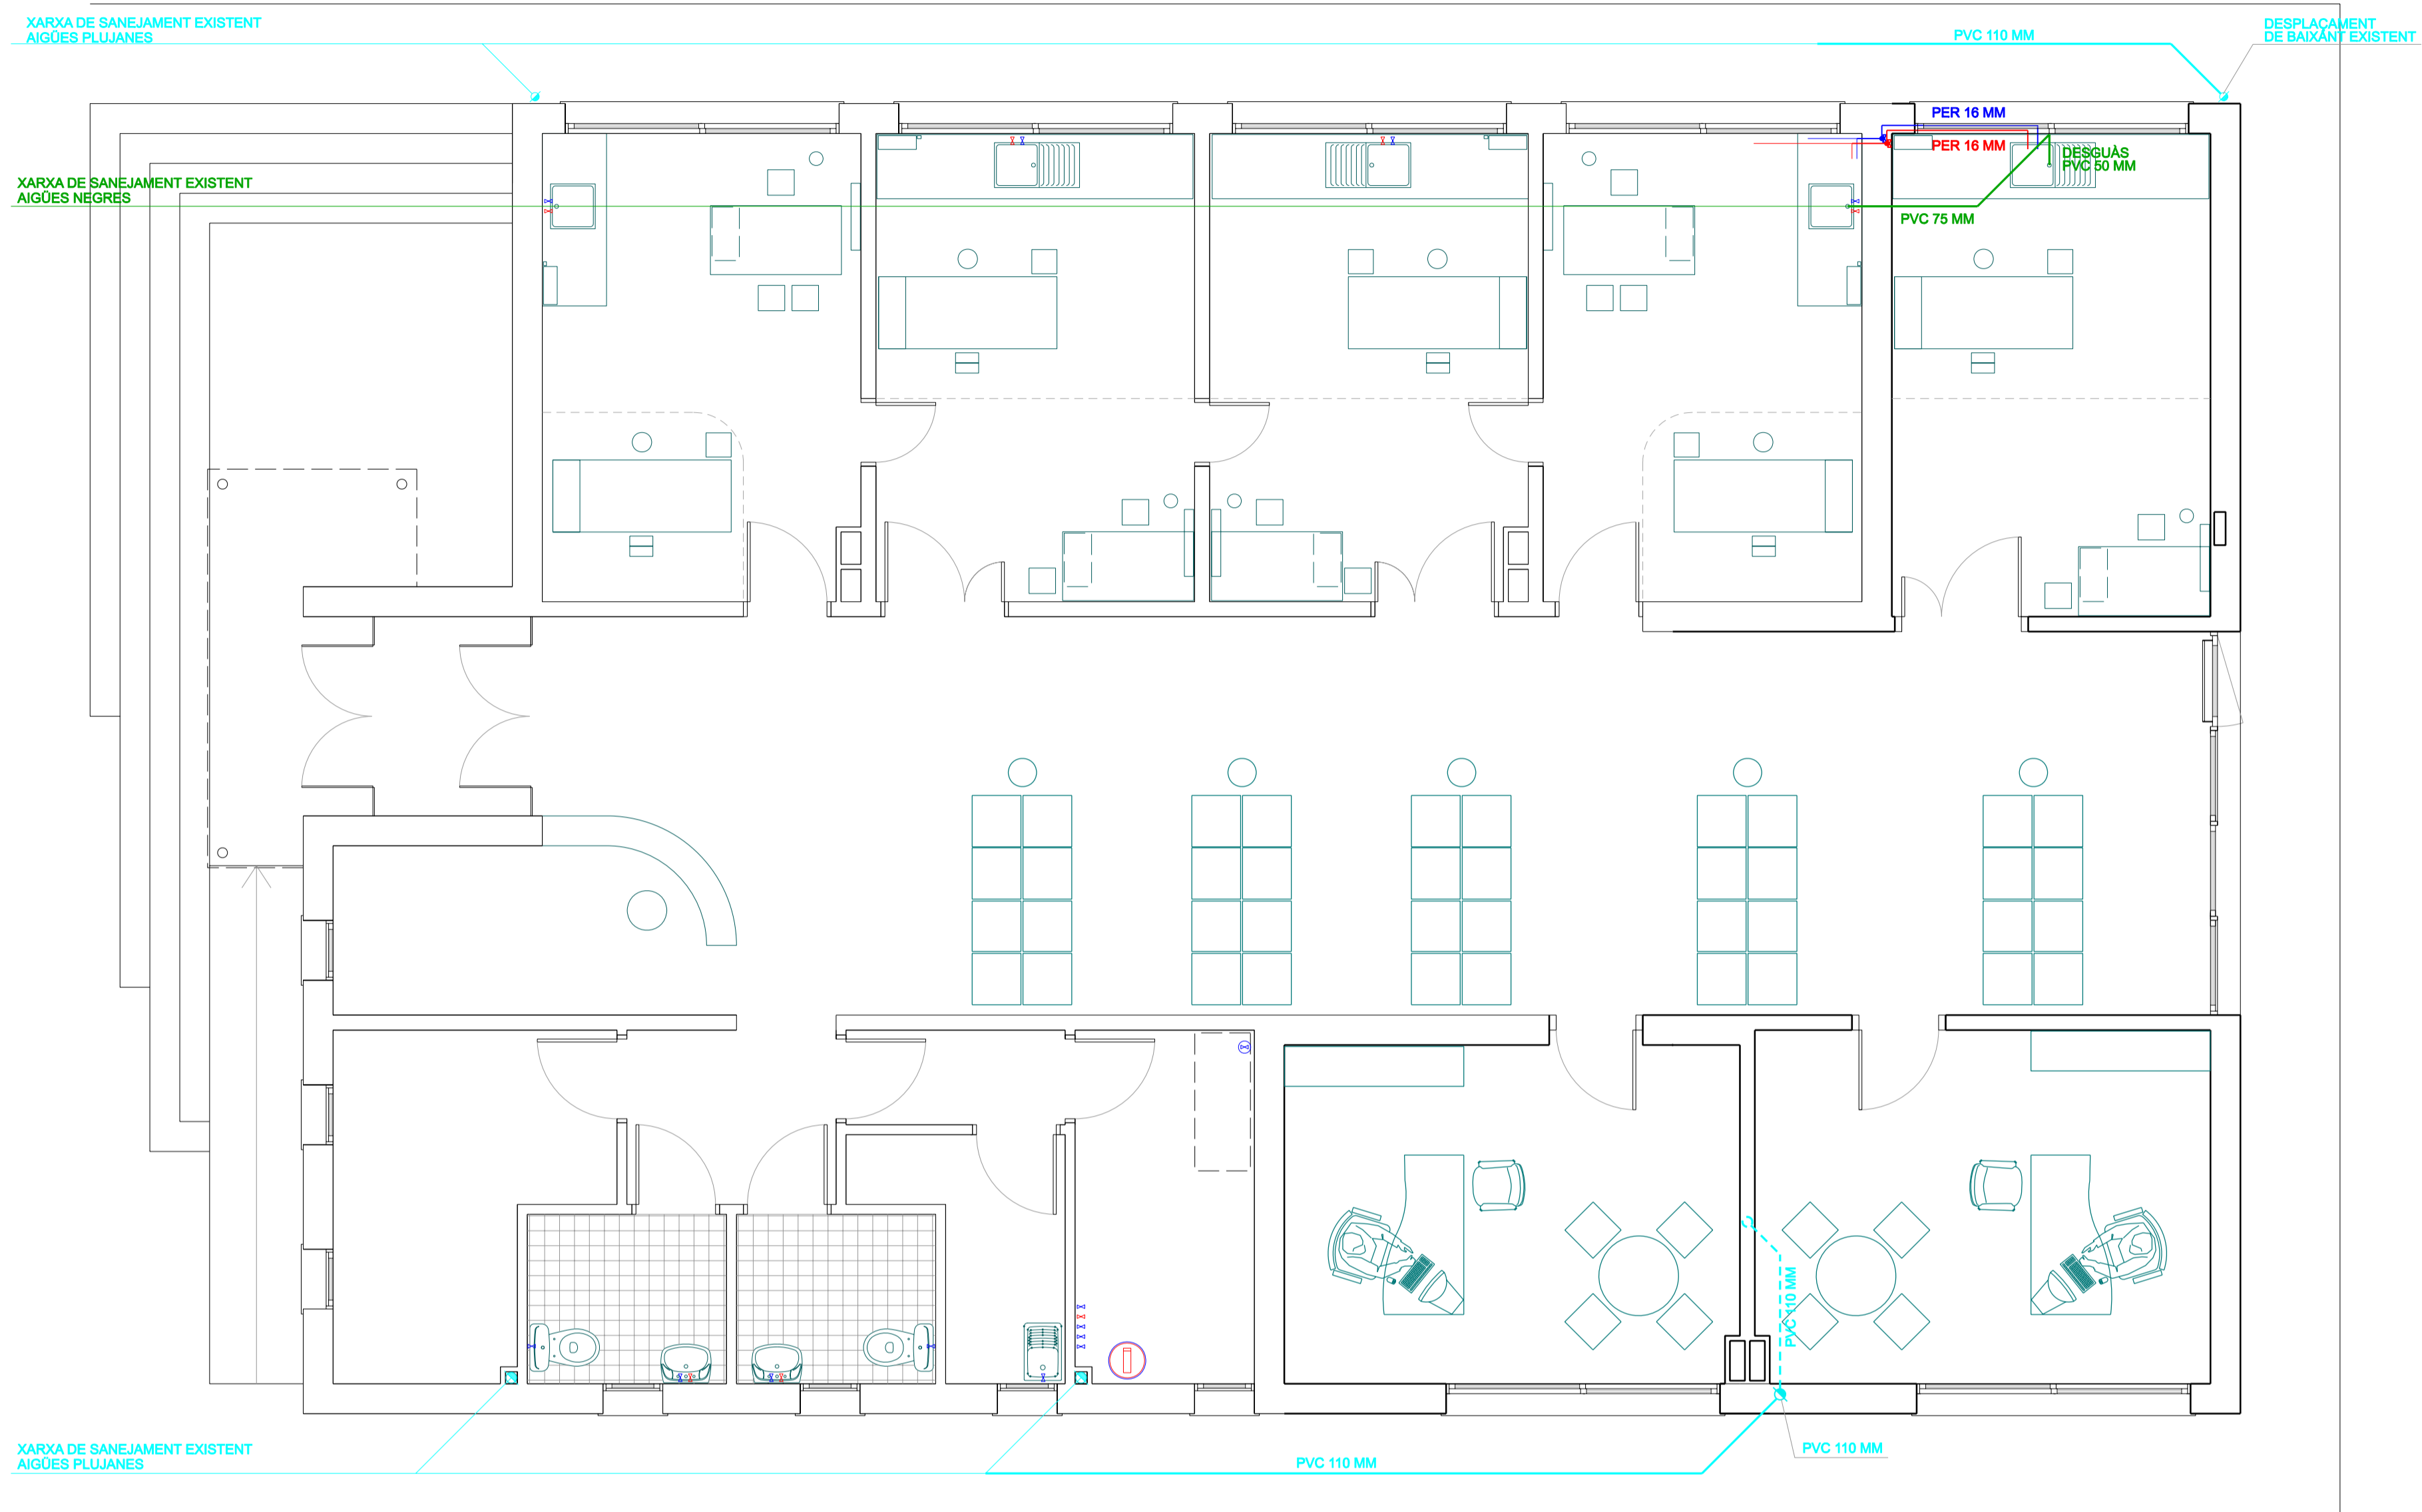 XARXA DE SANEJAMENT EXISTENT
AIGÜES PLUJANES
PVC 110 MM
DESPLAÇAMENT
DE BAIXANT EXISTENT
PER 16 MM
PER 16 MM
DESGUÀS
PVC 50 MM
XARXA DE SANEJAMENT EXISTENT
AIGÜES NEGRES
PVC 75 MM
PVC 110 MM
XARXA DE SANEJAMENT EXISTENT
AIGÜES PLUJANES
PVC 110 MM
PVC 110 MM